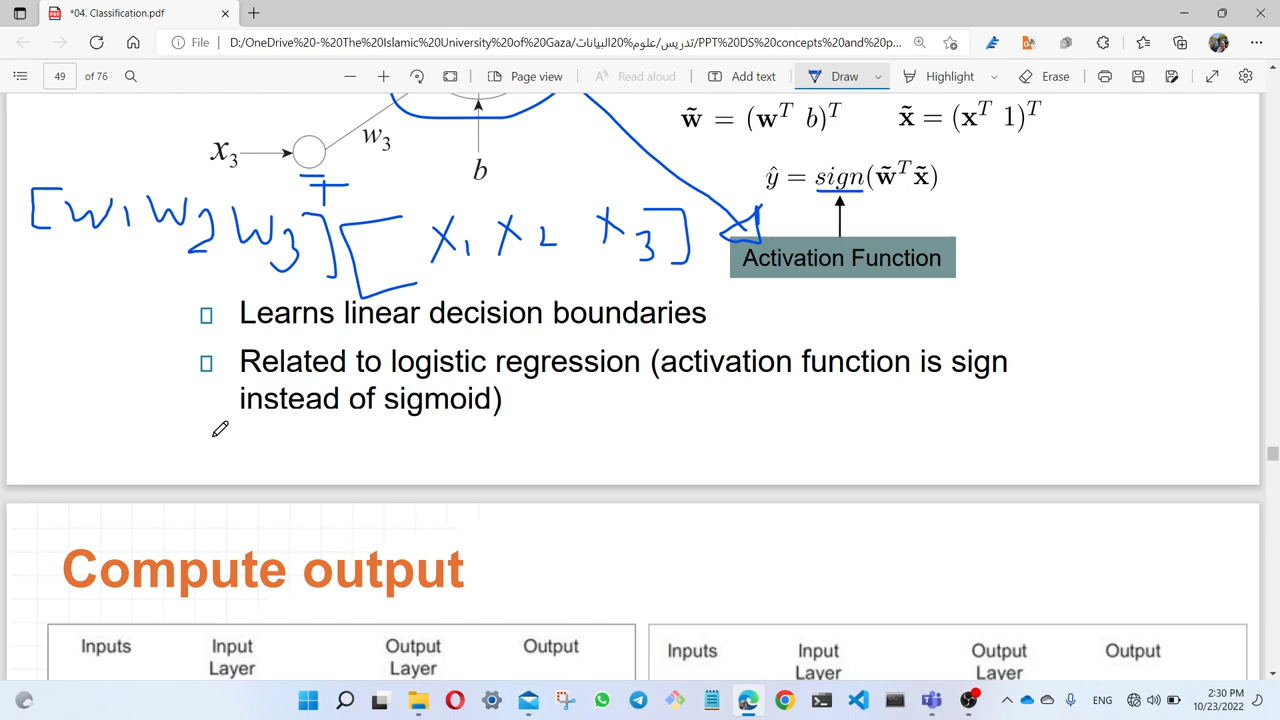 *04. Classification.pdf
File
D:/OneDrive%20-%20The%20Islamic%20University%20of%20Gaza/تدريس/علوم%20البيانات/PPT%20DS%20concepts%20and%20p...
49 of 76
Page view
Read aloud
Add text
Draw
Highlight
Erase
w̃ = (wᵀ b)ᵀ x̃ = (xᵀ 1)ᵀ
w₃
x₃
b
ŷ = sign(w̃ᵀx̃)
[w₁ w₂ w₃]ᵀ [x₁ x₂ x₃]
Activation Function
Learns linear decision boundaries
Related to logistic regression (activation function is sign
instead of sigmoid)
Compute output
Inputs Input Output Output
Layer Layer
Inputs Input Output Output
Layer Layer
ENG
2:30 PM
10/23/2022